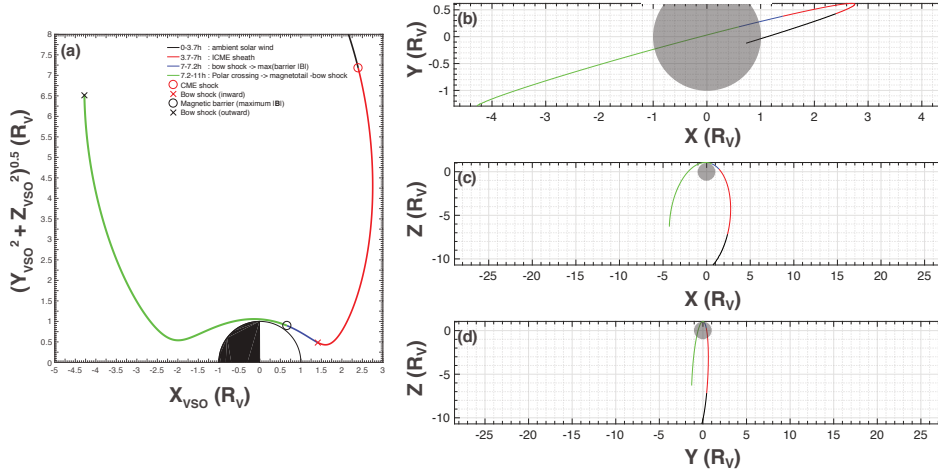 (a)
0-3.7h : ambient solar wind
3.7-7h : ICME sheath
7-7.2h : bow shock -> max(barrier |B|)
7.2-11h : Polar crossing -> magnetotail -bow shock
CME shock
Bow shock (inward)
Magnetic barrier (maximum |B|)
Bow shock (outward)
8
7.5
7
6.5
6
5.5
5
4.5
4
3.5
3
2.5
2
1.5
1
0.5
0
(Y_VSO^2 + Z_VSO^2)^0.5 (R_V)
-5 -4.5 -4 -3.5 -3 -2.5 -2 -1.5 -1 -0.5 0 0.5 1 1.5 2 2.5 3
X_VSO (R_V)
(b)
0.5
0
-0.5
-1
Y (R_V)
-4 -3 -2 -1 0 1 2 3 4
X (R_V)
(c)
0
-5
-10
Z (R_V)
-25 -20 -15 -10 -5 0 5 10 15 20 25
X (R_V)
(d)
0
-5
-10
Z (R_V)
-25 -20 -15 -10 -5 0 5 10 15 20 25
Y (R_V)